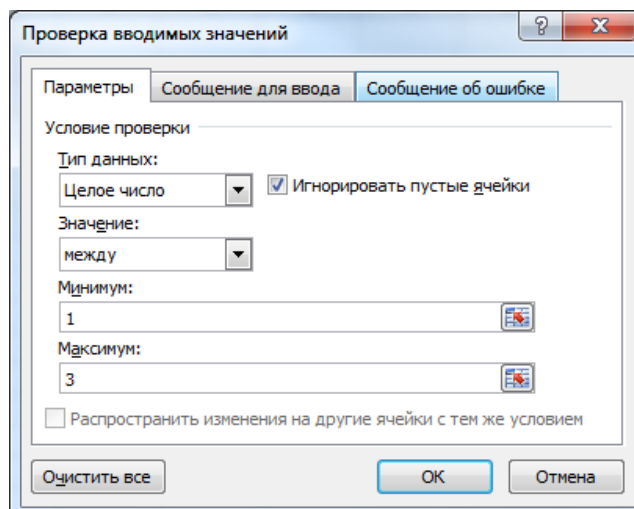 Проверка вводимых значений
Параметры Сообщение для ввода Сообщение об ошибке
Условие проверки
Тип данных:
Целое число Игнорировать пустые ячейки
Значение:
между
Минимум:
1
Максимум:
3
Распространить изменения на другие ячейки с тем же условием
Очистить все ОК Отмена